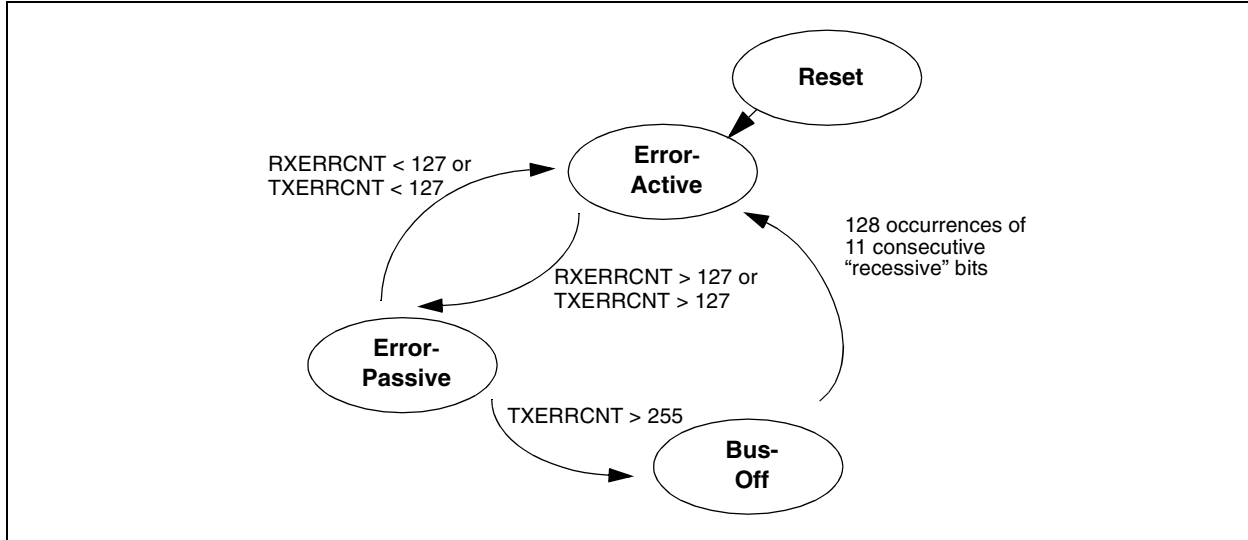 Reset
Error-
Active
RXERRCNT < 127 or
TXERRCNT < 127
128 occurrences of
11 consecutive
“recessive” bits
RXERRCNT > 127 or
TXERRCNT > 127
Error-
Passive
TXERRCNT > 255
Bus-
Off